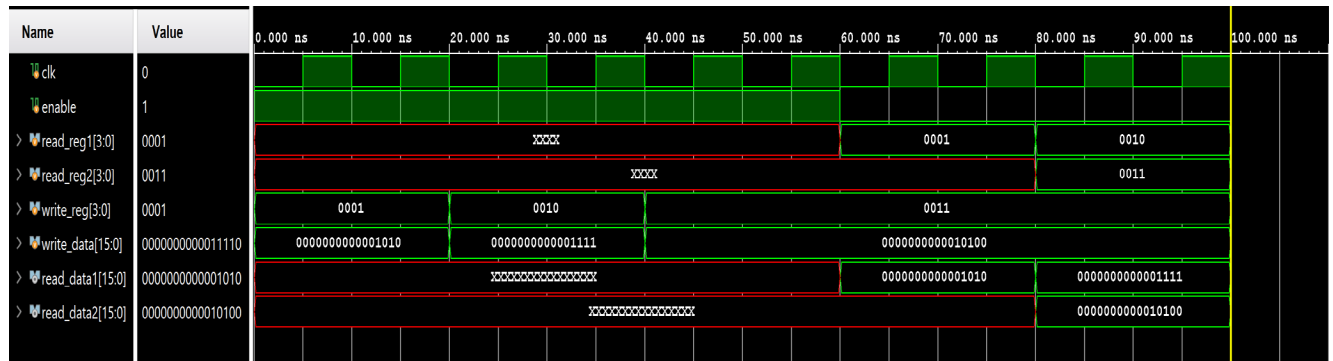 Name Value 0.000 ns 10.000 ns 20.000 ns 30.000 ns 40.000 ns 50.000 ns 60.000 ns 70.000 ns 80.000 ns 90.000 ns 100.000 ns
clk 0
enable 1
read_reg1[3:0] 0001 XXXX 0001 0010
read_reg2[3:0] 0011 XXXX 0011
write_reg[3:0] 0001 0001 0010 0011
write_data[15:0] 0000000000011110 0000000000001010 0000000000001111 0000000000010100
read_data1[15:0] 0000000000001010 XXXXXXXXXXXXXXXX 0000000000001010 0000000000001111
read_data2[15:0] 0000000000010100 XXXXXXXXXXXXXXXX 0000000000010100